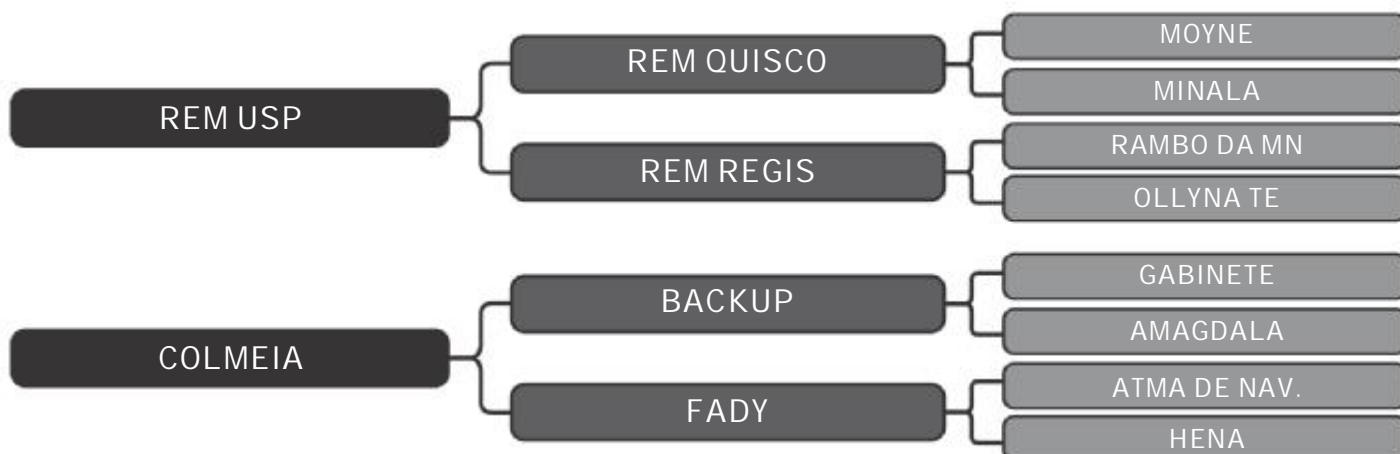 REM USP
REM QUISCO
MOYNE
MINALA
REM REGIS
RAMBO DA MN
OLLYNA TE
COLMEIA
BACKUP
GABINETE
AMAGDALA
FADY
ATMA DE NAV.
HENA